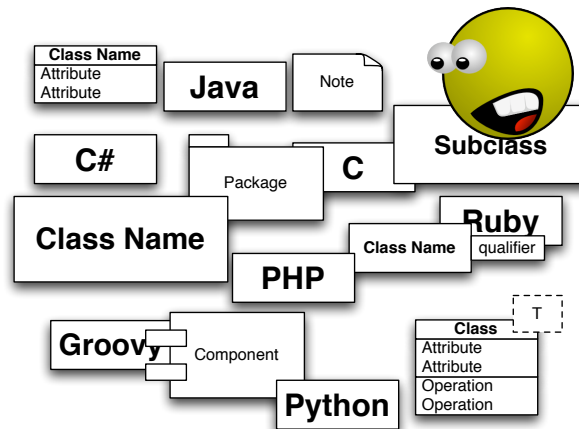 Class Name
Attribute
Attribute
Java
Note
Subclass
C#
Package
C
Class Name
Ruby
Class Name
qualifier
PHP
T
Groovy
Component
Class
Attribute
Attribute
Operation
Operation
Python